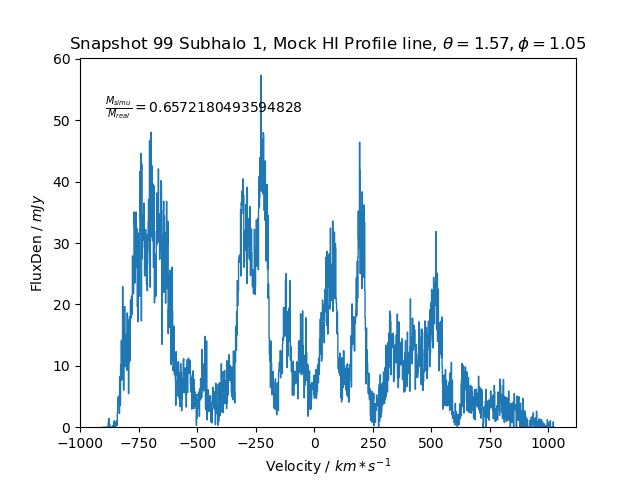 Snapshot 99 Subhalo 1, Mock HI Profile line, θ = 1.57, ϕ = 1.05
M_simu/M_real = 0.6572180493594828
FluxDen / mJy
60
50
40
30
20
10
0
−1000 −750 −500 −250 0 250 500 750 1000
Velocity / km * s^−1